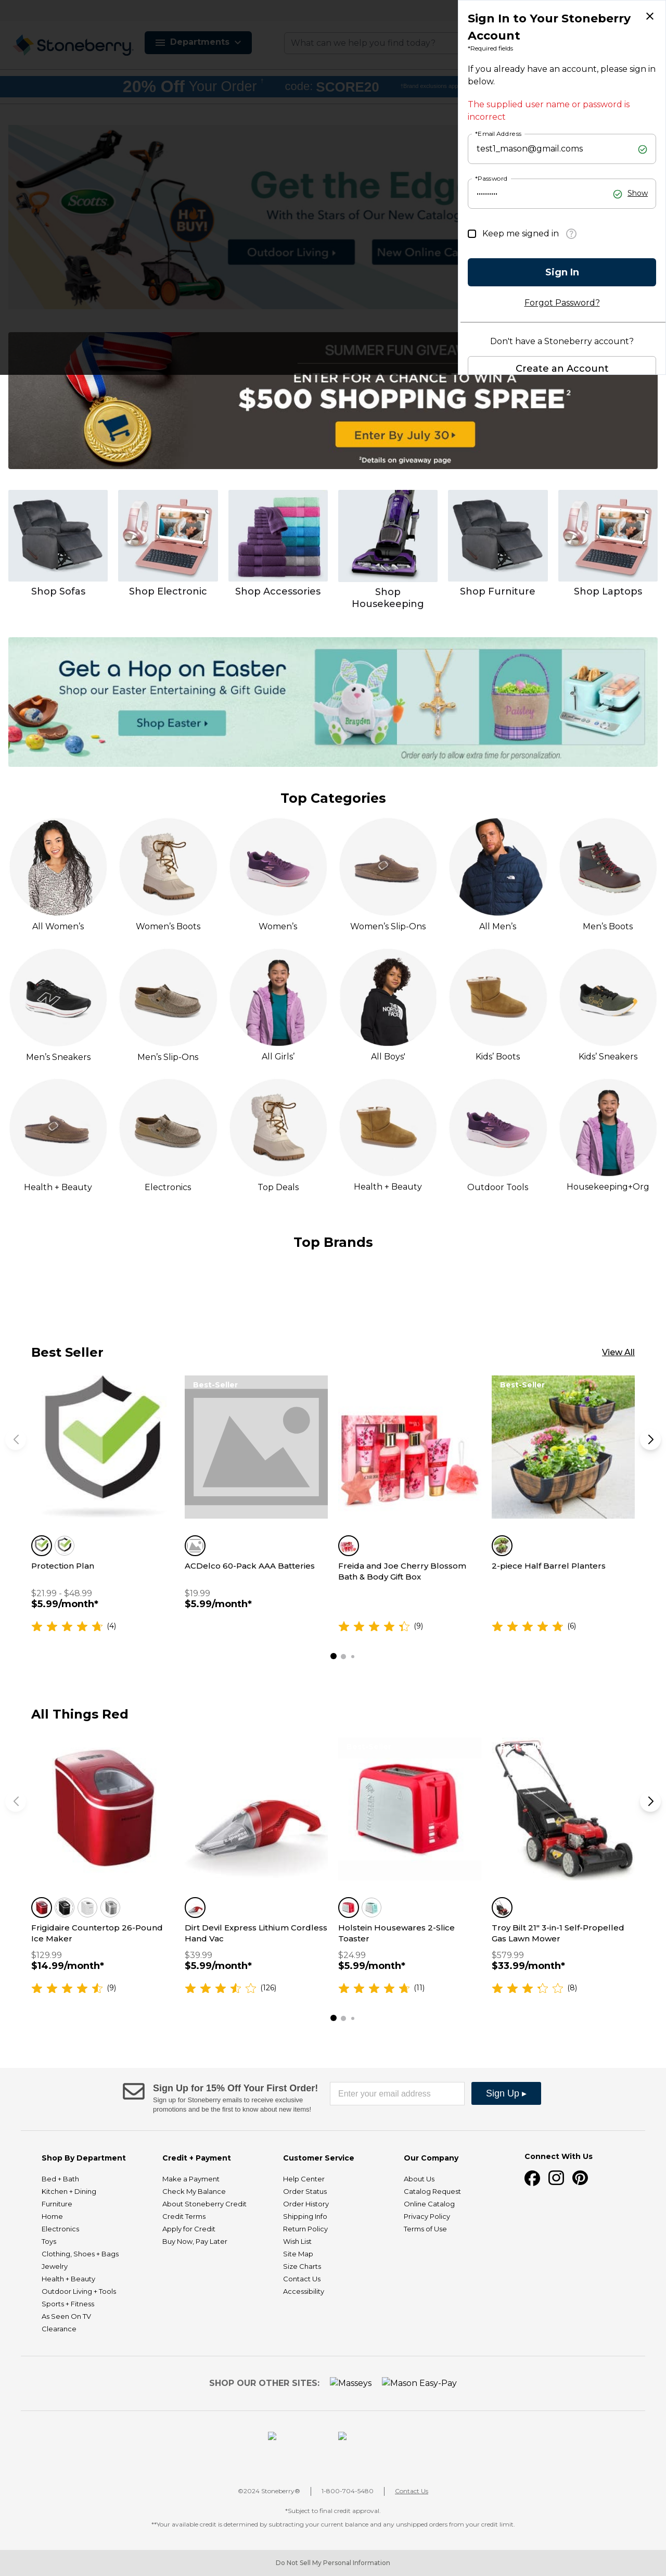 Stoneberry
Departments
What can we help you find today?
20% Off Your Order code: SCORE20
Sign In to Your Stoneberry Account
*Required fields
If you already have an account, please sign in below.
The supplied user name or password is incorrect
*Email Address
test1_mason@gmail.com
*Password
Show
Keep me signed in
?
Sign In
Forgot Password?
Don't have a Stoneberry account?
Create an Account
Scotts
HOT BUY!
Get the Edg
With the Stars of Our New Catalog
Outdoor Living
New Online Ca
SUMMER FUN GIVEAW
ENTER FOR A CHANCE TO WIN A
$500 SHOPPING SPREE²
Enter By July 30
²Details on giveaway page
Shop Sofas
Shop Electronic
Shop Accessories
Shop Housekeeping
Shop Furniture
Shop Laptops
Get a Hop on Easter
Shop our Easter Entertaining & Gift Guide
Shop Easter
Brayden
Paisley
Order early to allow extra time for personalization.
Top Categories
All Women's
Women's Boots
Women's
Women's Slip-Ons
All Men's
Men's Boots
Men's Sneakers
Men's Slip-Ons
All Girls'
All Boys'
Kids' Boots
Kids' Sneakers
Health + Beauty
Electronics
Top Deals
Health + Beauty
Outdoor Tools
Housekeeping+Org
Top Brands
Best Seller
View All
Best-Seller
Best-Seller
Protection Plan
$21.99 - $48.99
$5.99/month*
(4)
ACDelco 60-Pack AAA Batteries
$19.99
$5.99/month*
Freida and Joe Cherry Blossom Bath & Body Gift Box
(9)
2-piece Half Barrel Planters
(6)
All Things Red
Frigidaire Countertop 26-Pound Ice Maker
$129.99
$14.99/month*
(9)
Dirt Devil Express Lithium Cordless Hand Vac
$39.99
$5.99/month*
(126)
Holstein Housewares 2-Slice Toaster
$24.99
$5.99/month*
(11)
Troy Bilt 21" 3-in-1 Self-Propelled Gas Lawn Mower
$579.99
$33.99/month*
(8)
Sign Up for 15% Off Your First Order!
Sign up for Stoneberry emails to receive exclusive
promotions and be the first to know about new items!
Enter your email address
Sign Up ▸
Shop By Department
Bed + Bath
Kitchen + Dining
Furniture
Home
Electronics
Toys
Clothing, Shoes + Bags
Jewelry
Health + Beauty
Outdoor Living + Tools
Sports + Fitness
As Seen On TV
Clearance
Credit + Payment
Make a Payment
Check My Balance
About Stoneberry Credit
Credit Terms
Apply for Credit
Buy Now, Pay Later
Customer Service
Help Center
Order Status
Order History
Shipping Info
Return Policy
Wish List
Site Map
Size Charts
Contact Us
Accessibility
Our Company
About Us
Catalog Request
Online Catalog
Privacy Policy
Terms of Use
Connect With Us
SHOP OUR OTHER SITES:
Masseys
Mason Easy-Pay
©2024 Stoneberry®
1-800-704-5480
Contact Us
*Subject to final credit approval.
**Your available credit is determined by subtracting your current balance and any unshipped orders from your credit limit.
Do Not Sell My Personal Information